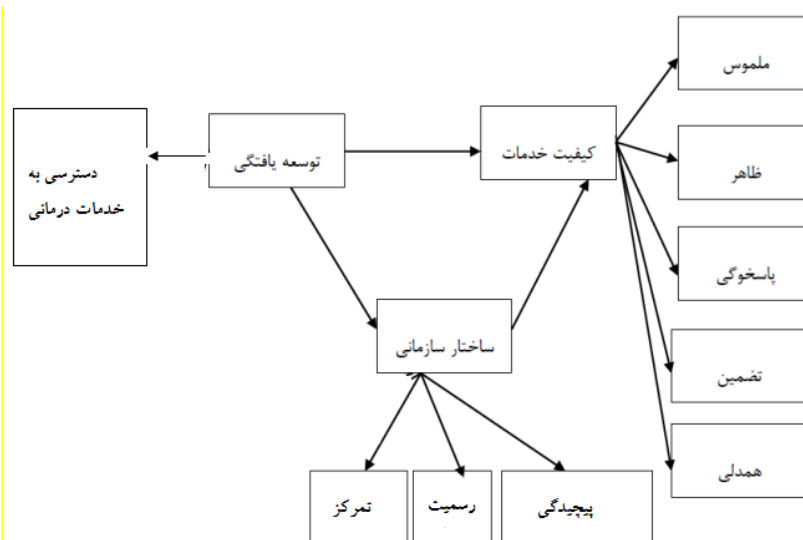 ملموس
دسترسی به
خدمات درمانی
توسعه یافتگی
کیفیت خدمات
ظاهر
پاسخوگی
ساختار سازمانی
تضمین
همدلی
پیچیدگی
رسمیت
تمرکز